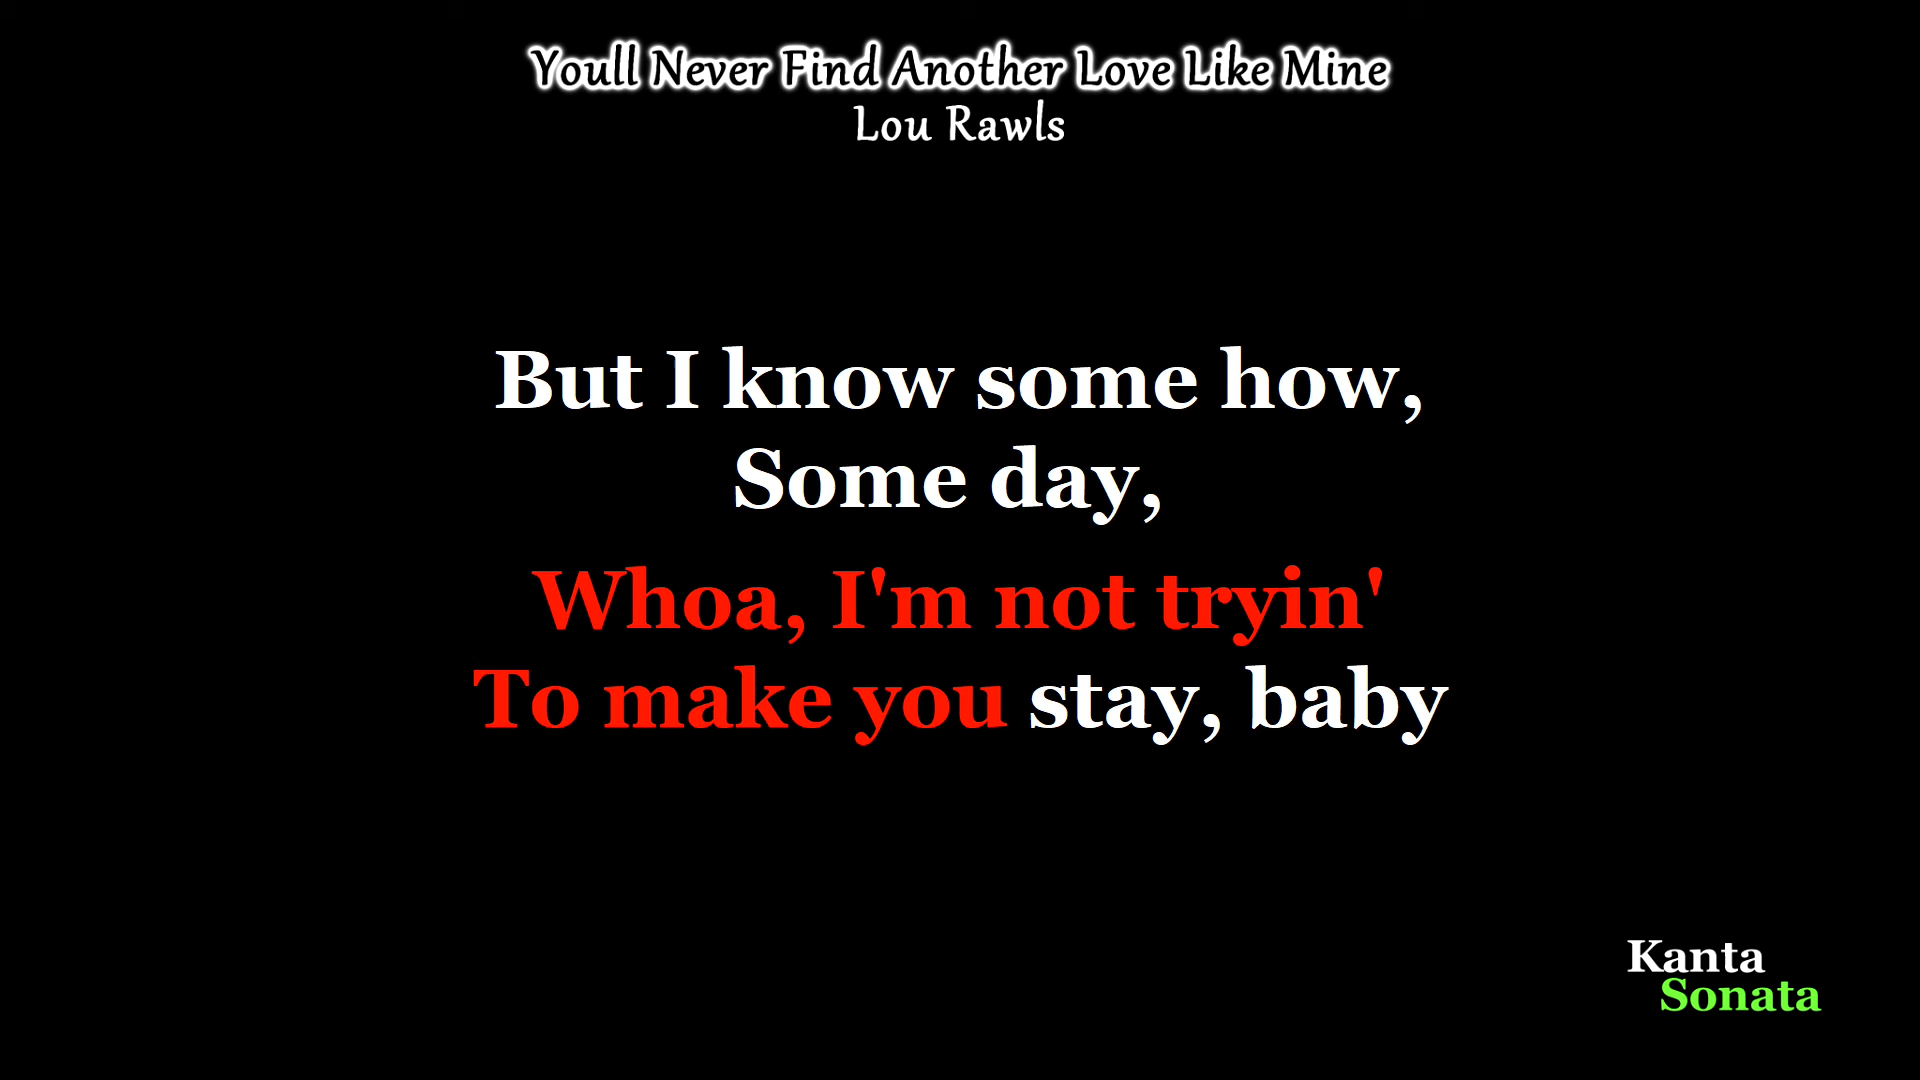 Youll Never Find Another Love Like Mine
Lou Rawls
But I know some how,
Some day,
Whoa, I'm not tryin'
To make you stay, baby
Kanta
Sonata